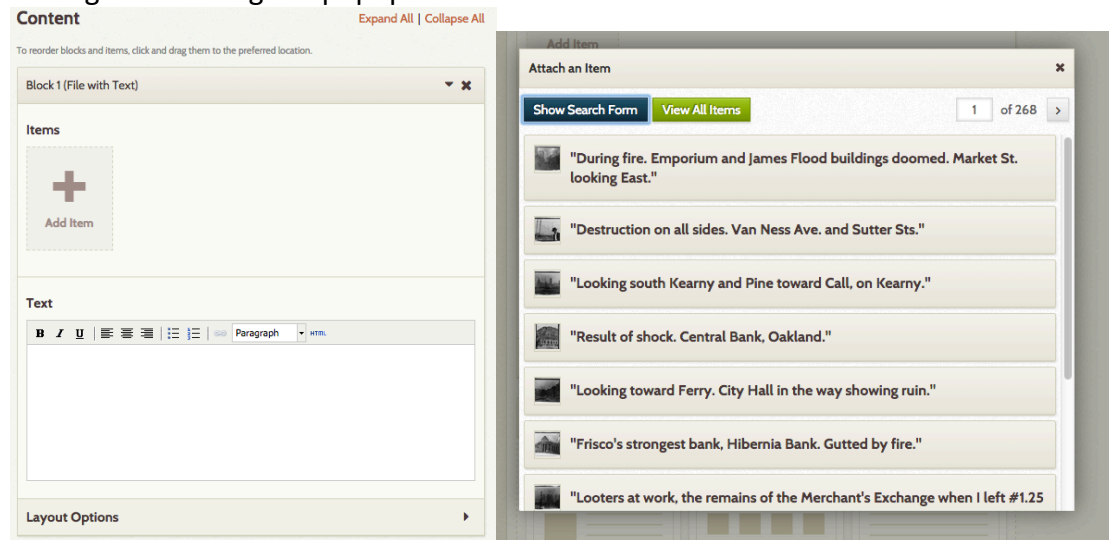 Content
Expand All | Collapse All
To reorder blocks and items, click and drag them to the preferred location.
Block 1 (File with Text)
Items
Add Item
Text
B I U
Paragraph
HTML
Layout Options
Add Item
Attach an Item
Show Search Form
View All Items
1 of 268
"During fire. Emporium and James Flood buildings doomed. Market St.
looking East."
"Destruction on all sides. Van Ness Ave. and Sutter Sts."
"Looking south Kearny and Pine toward Call, on Kearny."
"Result of shock. Central Bank, Oakland."
"Looking toward Ferry. City Hall in the way showing ruin."
"Frisco's strongest bank, Hibernia Bank. Gutted by fire."
"Looters at work, the remains of the Merchant's Exchange when I left #1.25